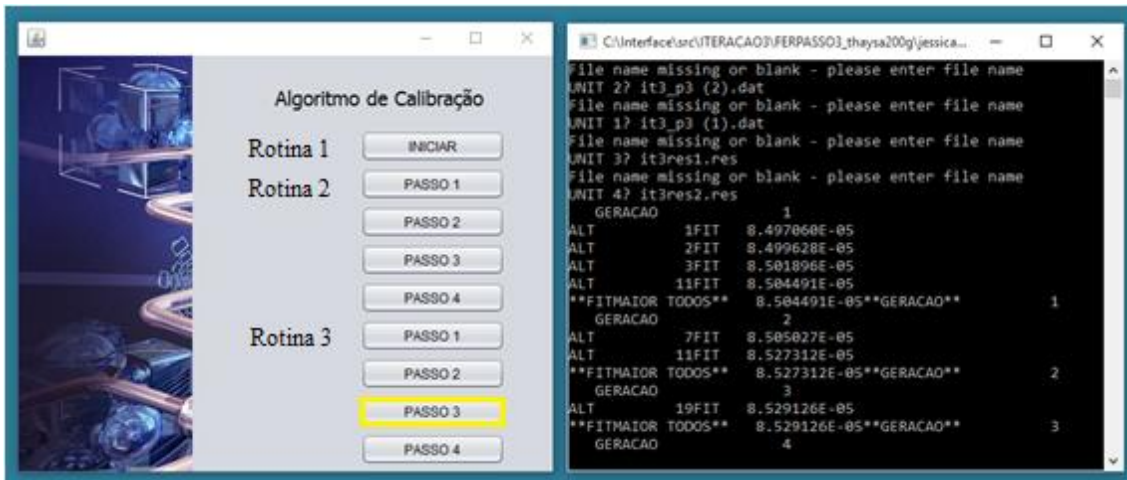 Algoritmo de Calibração
Rotina 1
INICIAR
Rotina 2
PASSO 1
PASSO 2
PASSO 3
PASSO 4
Rotina 3
PASSO 1
PASSO 2
PASSO 3
PASSO 4
C:\Interface\src\ITERACAO3\FERPASSO3_thaysa200g\jessica...
File name missing or blank - please enter file name
UNIT 2? it3_p3 (2).dat
File name missing or blank - please enter file name
UNIT 1? it3_p3 (1).dat
File name missing or blank - please enter file name
UNIT 3? it3res1.res
File name missing or blank - please enter file name
UNIT 4? it3res2.res
GERACAO 1
ALT 1FIT 8.497060E-05
ALT 2FIT 8.499628E-05
ALT 3FIT 8.501896E-05
ALT 11FIT 8.504491E-05
**FITMAIOR TODOS** 8.504491E-05**GERACAO** 1
GERACAO 2
ALT 7FIT 8.505027E-05
ALT 11FIT 8.527312E-05
**FITMAIOR TODOS** 8.527312E-05**GERACAO** 2
GERACAO 3
ALT 19FIT 8.529126E-05
**FITMAIOR TODOS** 8.529126E-05**GERACAO** 3
GERACAO 4